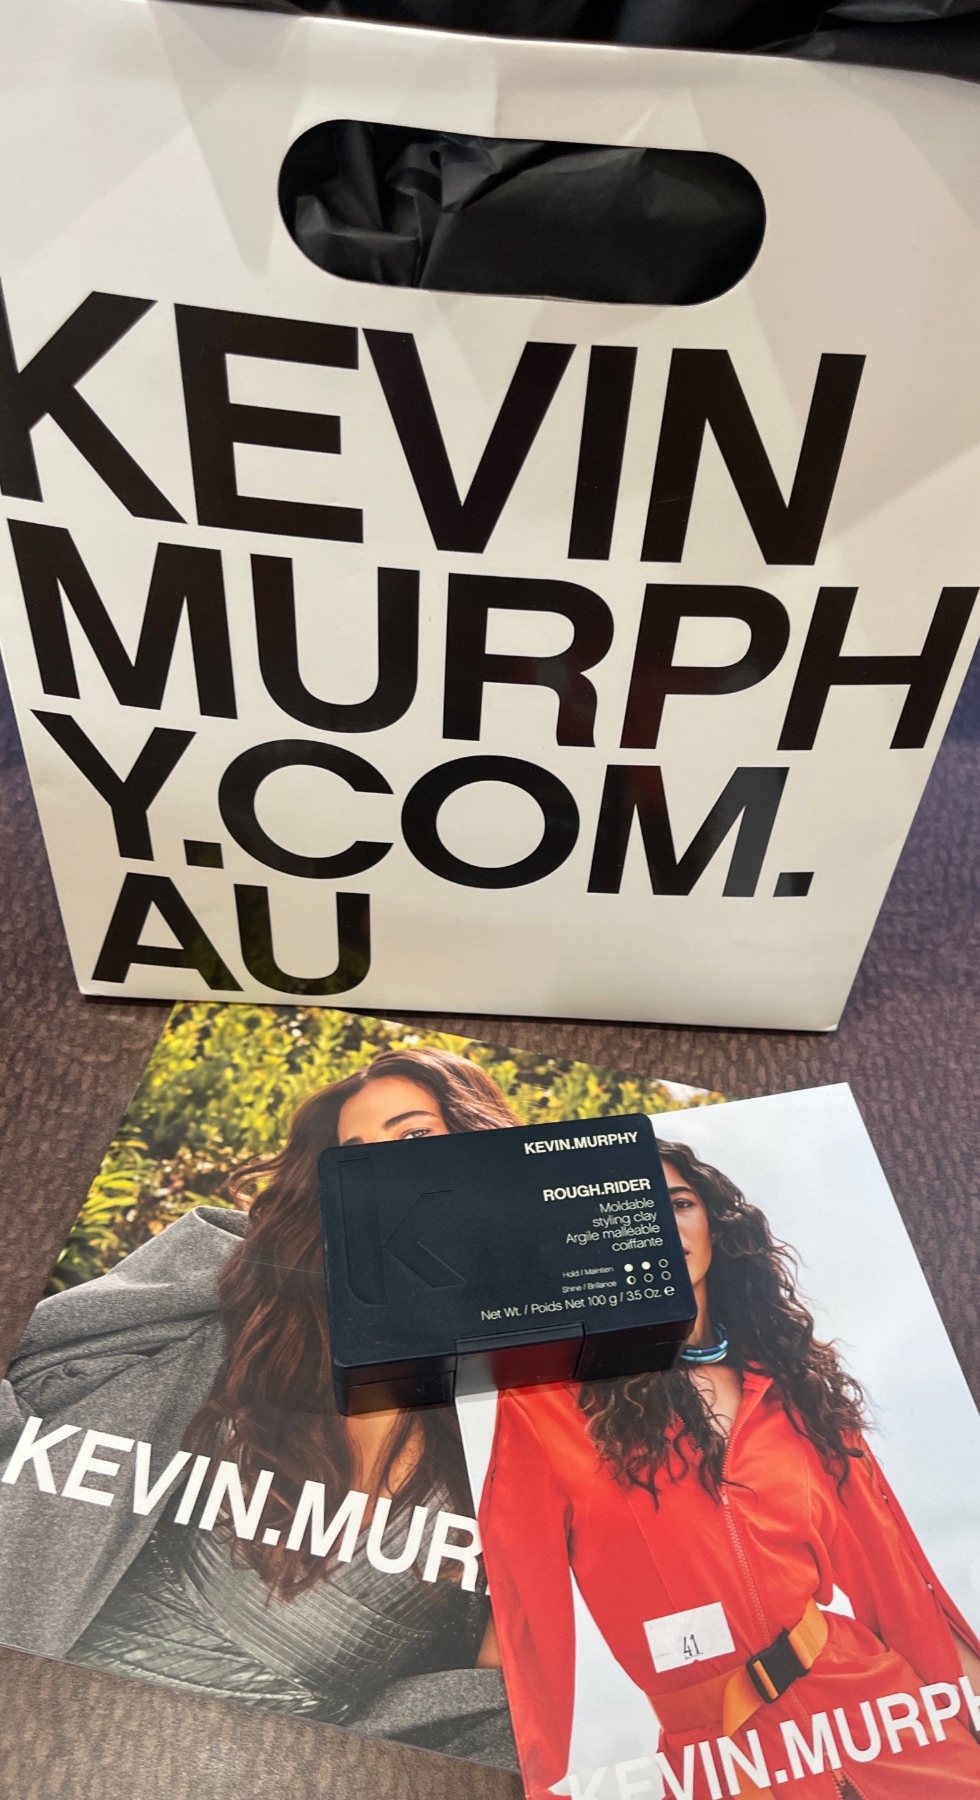 KEVIN
MURPH
Y.COM.
AU
KEVIN.MURPHY
ROUGH.RIDER
Moldable
styling clay
Argile malléable
coiffante
Hold / Maintien
Shine / Brillance
Net Wt. / Poids Net 100 g / 3.5 Oz. e
KEVIN.MUR
41
KEVIN.MURPH